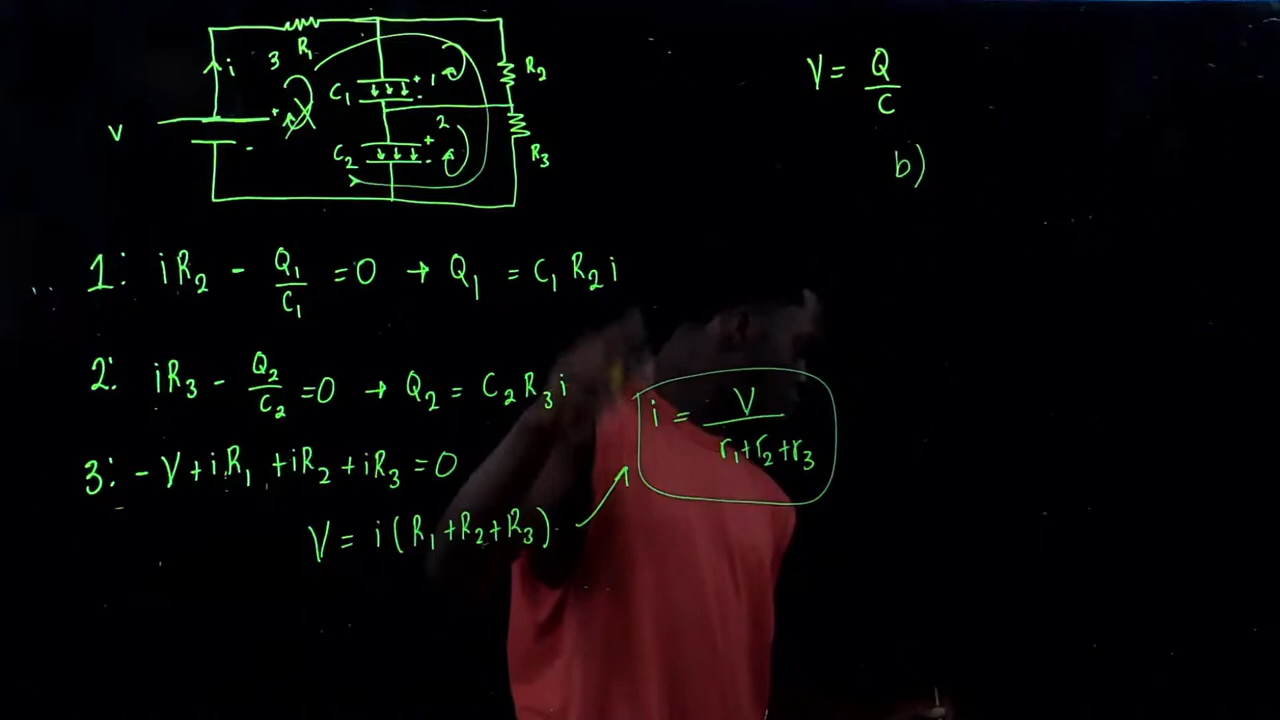 R₁
3
i
+ 1
R₂
C₁
-
V = Q/C
+
V
2
+
-
C₂
-
R₃
b)
1: iR₂ - Q₁/C₁ = 0 → Q₁ = C₁ R₂ i
2: iR₃ - Q₂/C₂ = 0 → Q₂ = C₂ R₃ i
i = V/(r₁+r₂+r₃)
3: - V + iR₁ + iR₂ + iR₃ = 0
V = i(R₁+R₂+R₃)